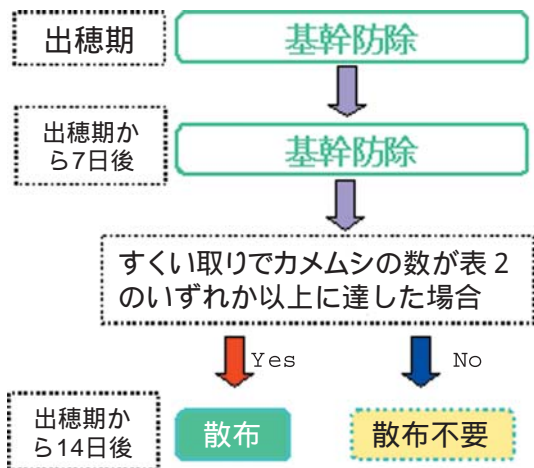 出穂期
基幹防除
出穂期か
ら7日後
基幹防除
すくい取りでカメムシの数が表2
のいずれか以上に達した場合
Yes
No
出穂期か
ら14日後
散布
散布不要